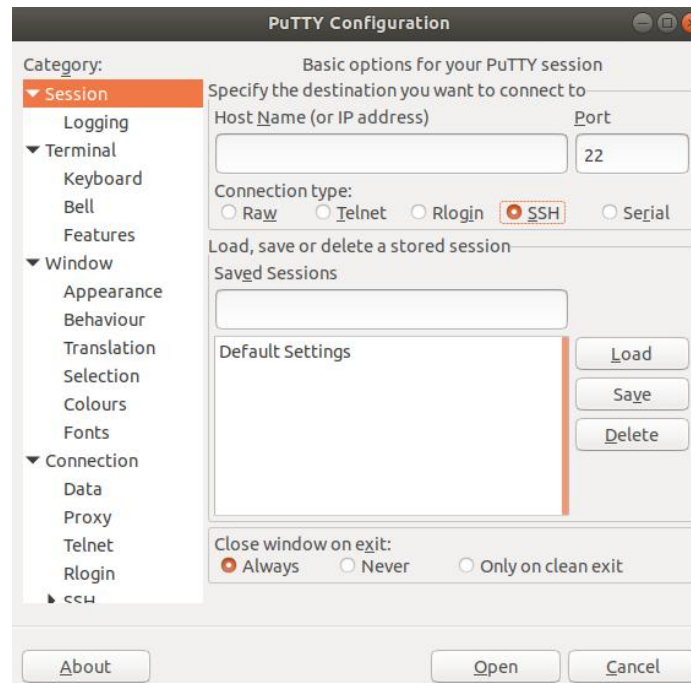 PuTTY Configuration
Category:
Session
Logging
Terminal
Keyboard
Bell
Features
Window
Appearance
Behaviour
Translation
Selection
Colours
Fonts
Connection
Data
Proxy
Telnet
Rlogin
SSH
Basic options for your PuTTY session
Specify the destination you want to connect to
Host Name (or IP address) Port
22
Connection type:
Raw Telnet Rlogin SSH Serial
Load, save or delete a stored session
Saved Sessions
Default Settings
Load
Save
Delete
Close window on exit:
Always Never Only on clean exit
About Open Cancel